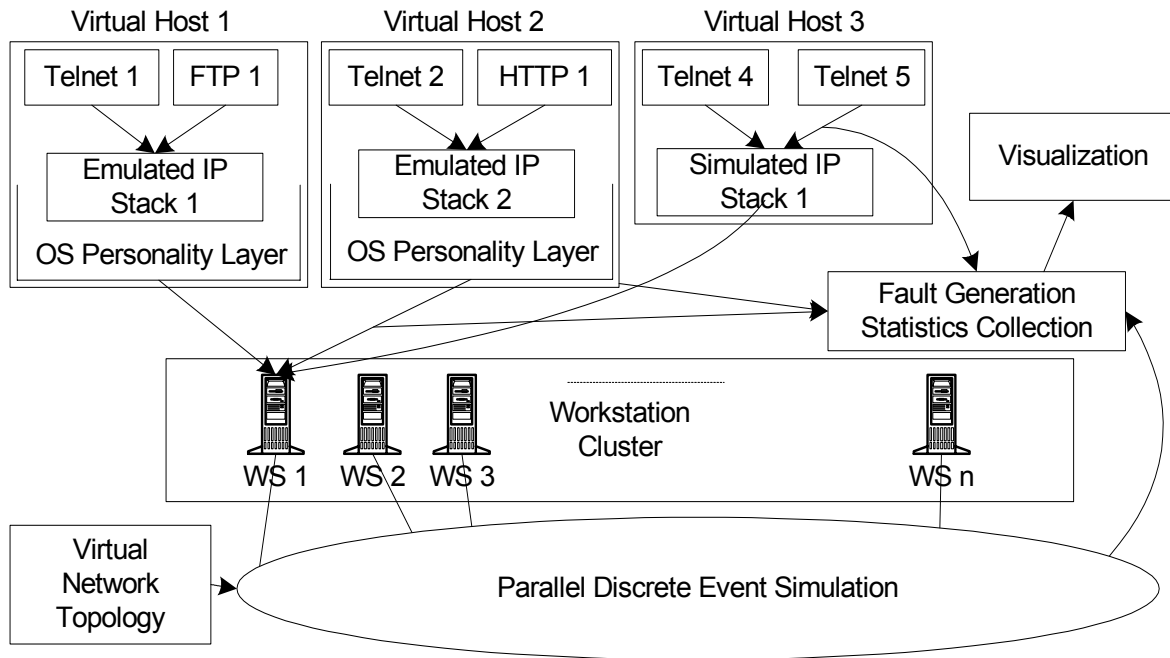 Virtual Host 1
Virtual Host 2
Virtual Host 3
Telnet 1
FTP 1
Telnet 2
HTTP 1
Telnet 4
Telnet 5
Emulated IP
Stack 1
Emulated IP
Stack 2
Simulated IP
Stack 1
Visualization
OS Personality Layer
OS Personality Layer
Fault Generation
Statistics Collection
Workstation
Cluster
WS 1
WS 2
WS 3
WS n
Virtual
Network
Topology
Parallel Discrete Event Simulation